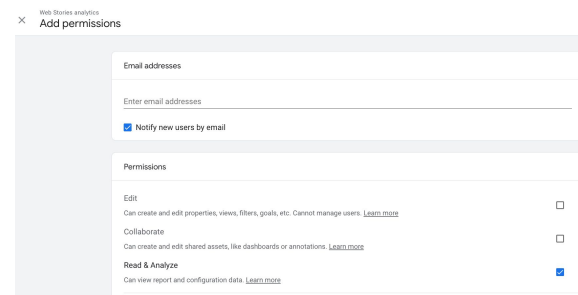 Web Stories analytics
Add permissions
Email addresses
Enter email addresses
Notify new users by email
Permissions
Edit
Can create and edit properties, views, filters, goals, etc. Cannot manage users. Learn more
Collaborate
Can create and edit shared assets, like dashboards or annotations. Learn more
Read & Analyze
Can view report and configuration data. Learn more